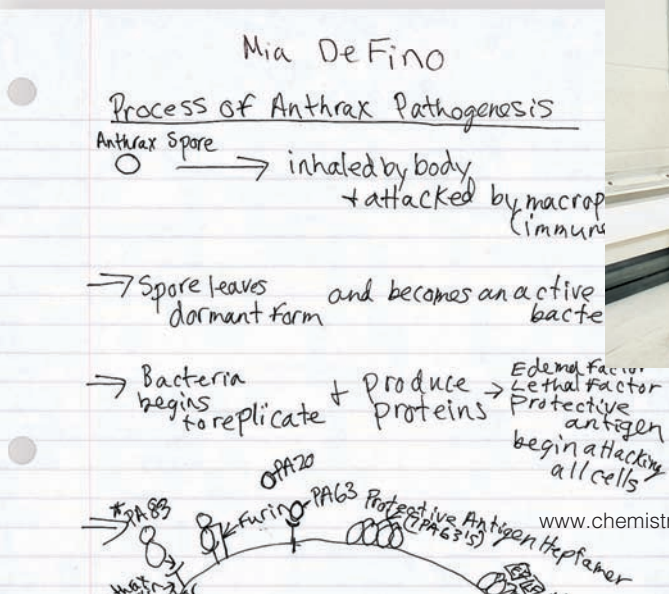 Mia DeFino
Process of Anthrax Pathogenesis
Anthrax Spore
→ inhaled by body
+ attacked by macrop
(immun
→ Spore leaves
dormant form
and becomes an active
bacte
→ Bacteria
begins
to replicate
+ produce
proteins →
Edema Factor
Lethal Factor
Protective
antigen
begin attacking
all cells
PA20
→ *PA83
Furin
PA63
Protective Antigen Heptamer
(7PA63's)
www.chemistr